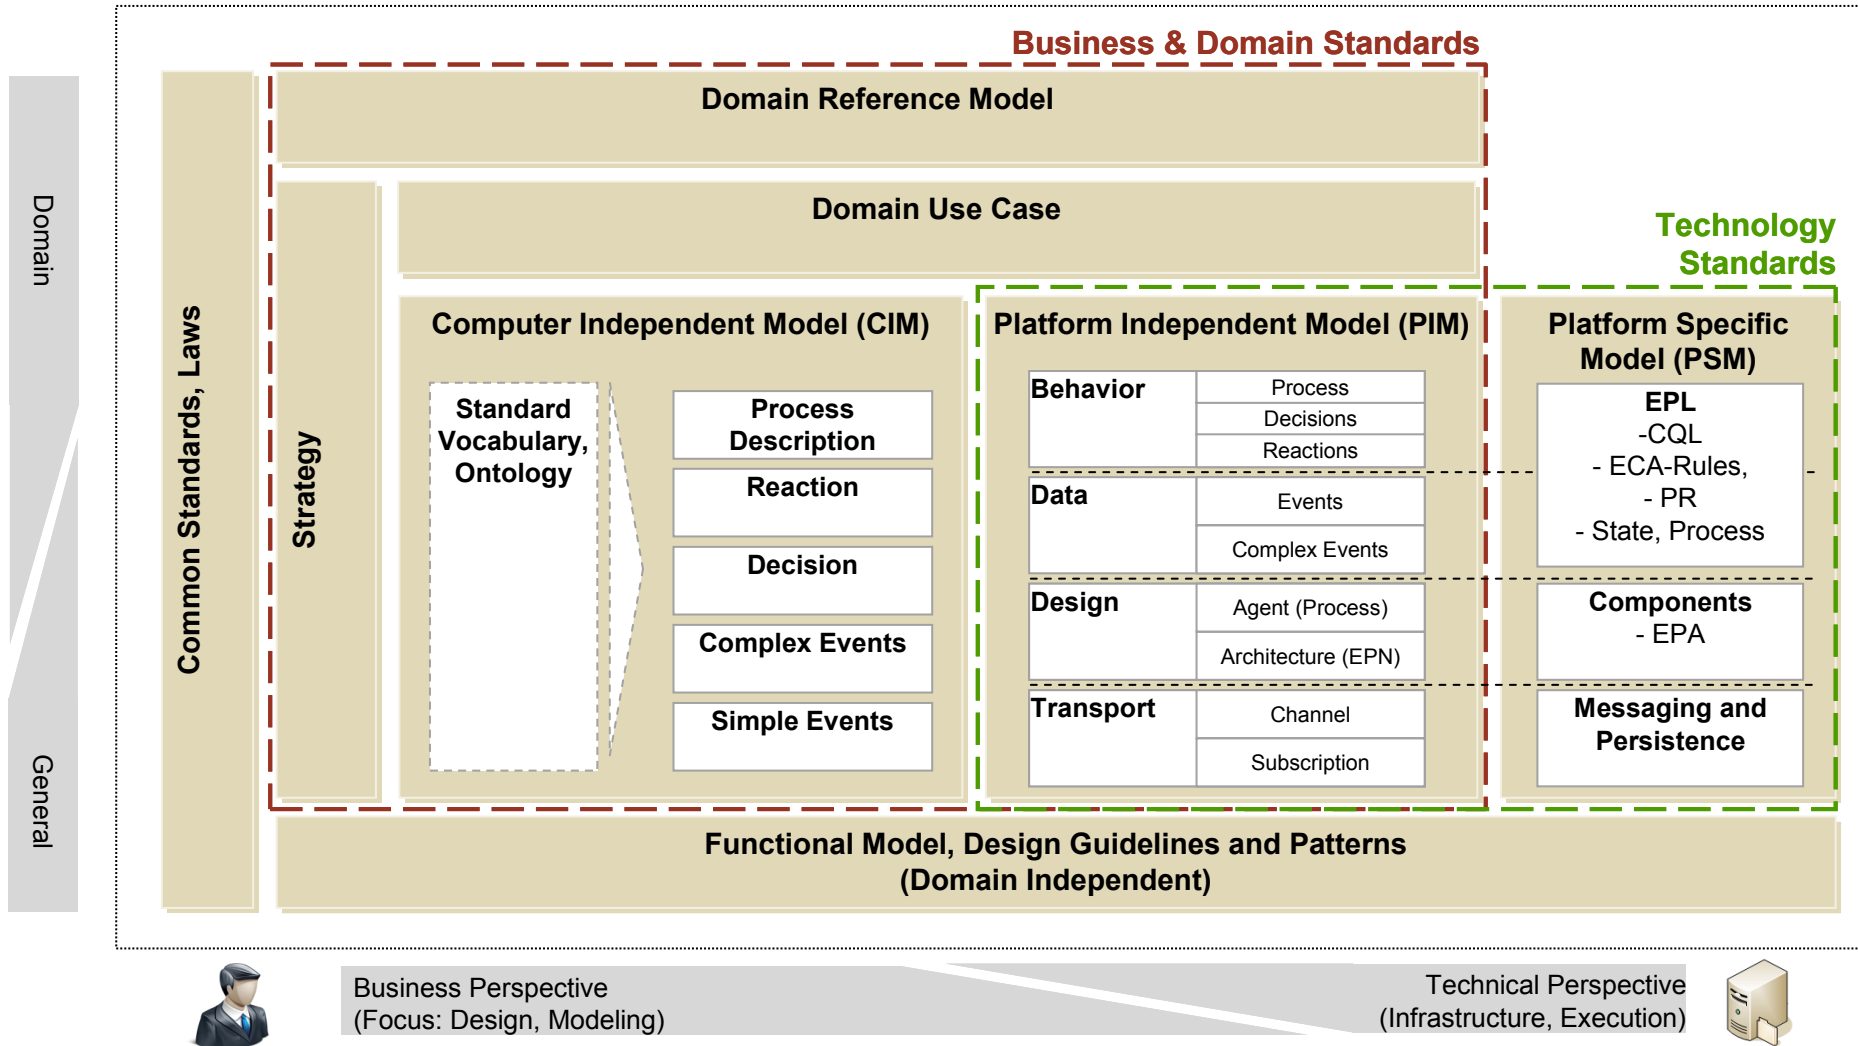 Business & Domain Standards
Domain Reference Model
Domain Use Case
Technology
Standards
Domain
General
Common Standards, Laws
Strategy
Computer Independent Model (CIM)
Standard
Vocabulary,
Ontology
Process
Description
Reaction
Decision
Complex Events
Simple Events
Platform Independent Model (PIM)
Behavior
Process
Decisions
Reactions
Data
Events
Complex Events
Design
Agent (Process)
Architecture (EPN)
Transport
Channel
Subscription
Platform Specific
Model (PSM)
EPL
-CQL
- ECA-Rules,
- PR
- State, Process
Components
- EPA
Messaging and
Persistence
Functional Model, Design Guidelines and Patterns
(Domain Independent)
Business Perspective
(Focus: Design, Modeling)
Technical Perspective
(Infrastructure, Execution)